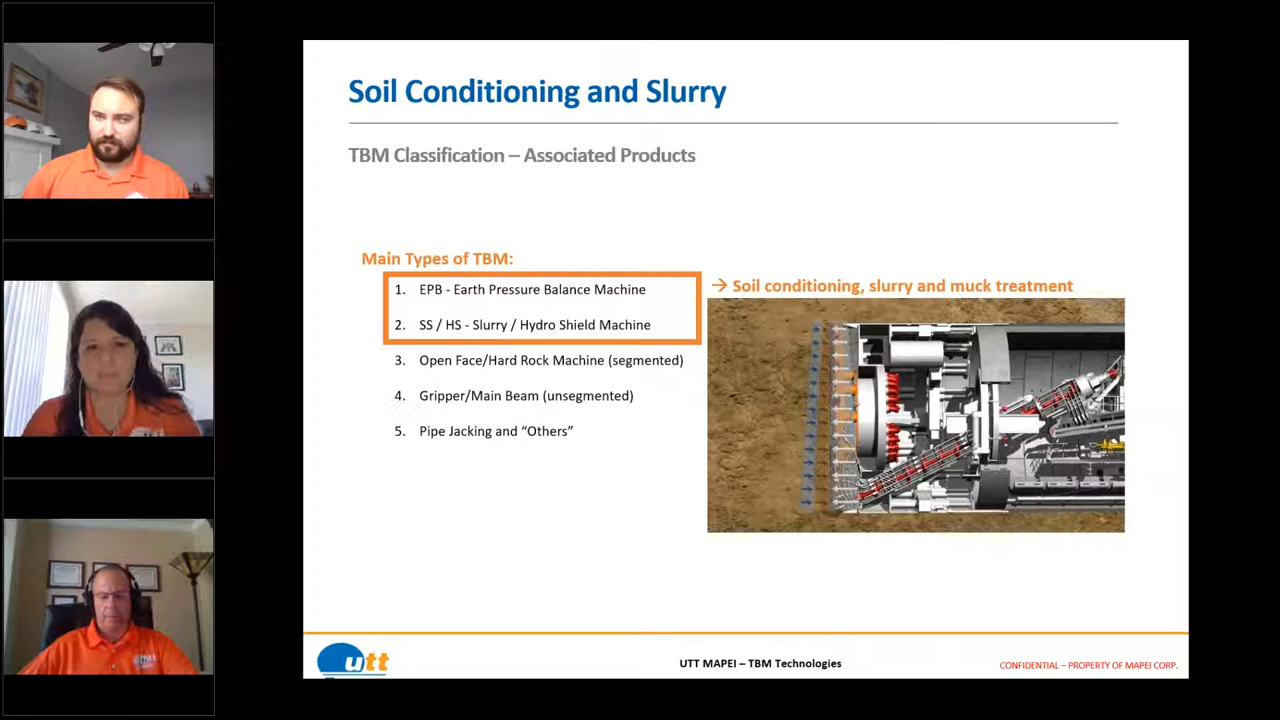 Soil Conditioning and Slurry
TBM Classification – Associated Products
Main Types of TBM:
1. EPB - Earth Pressure Balance Machine
2. SS / HS - Slurry / Hydro Shield Machine
3. Open Face/Hard Rock Machine (segmented)
4. Gripper/Main Beam (unsegmented)
5. Pipe Jacking and “Others”
→ Soil conditioning, slurry and muck treatment
utt
UTT MAPEI – TBM Technologies
CONFIDENTIAL – PROPERTY OF MAPEI CORP.